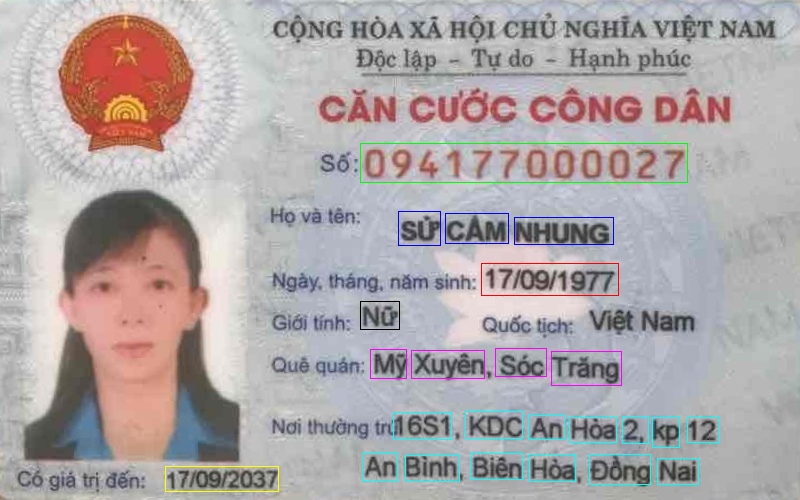 CỘNG HÒA XÃ HỘI CHỦ NGHĨA VIỆT NAM
Độc lập - Tự do - Hạnh phúc
CĂN CƯỚC CÔNG DÂN
Số: 094177000027
Họ và tên: SỬ CẨM NHUNG
Ngày, tháng, năm sinh: 17/09/1977
Giới tính: Nữ Quốc tịch: Việt Nam
Quê quán: Mỹ Xuyên, Sóc Trăng
Nơi thường trú: 16S1, KDC An Hòa 2, kp 12
An Bình, Biên Hòa, Đồng Nai
Có giá trị đến: 17/09/2037